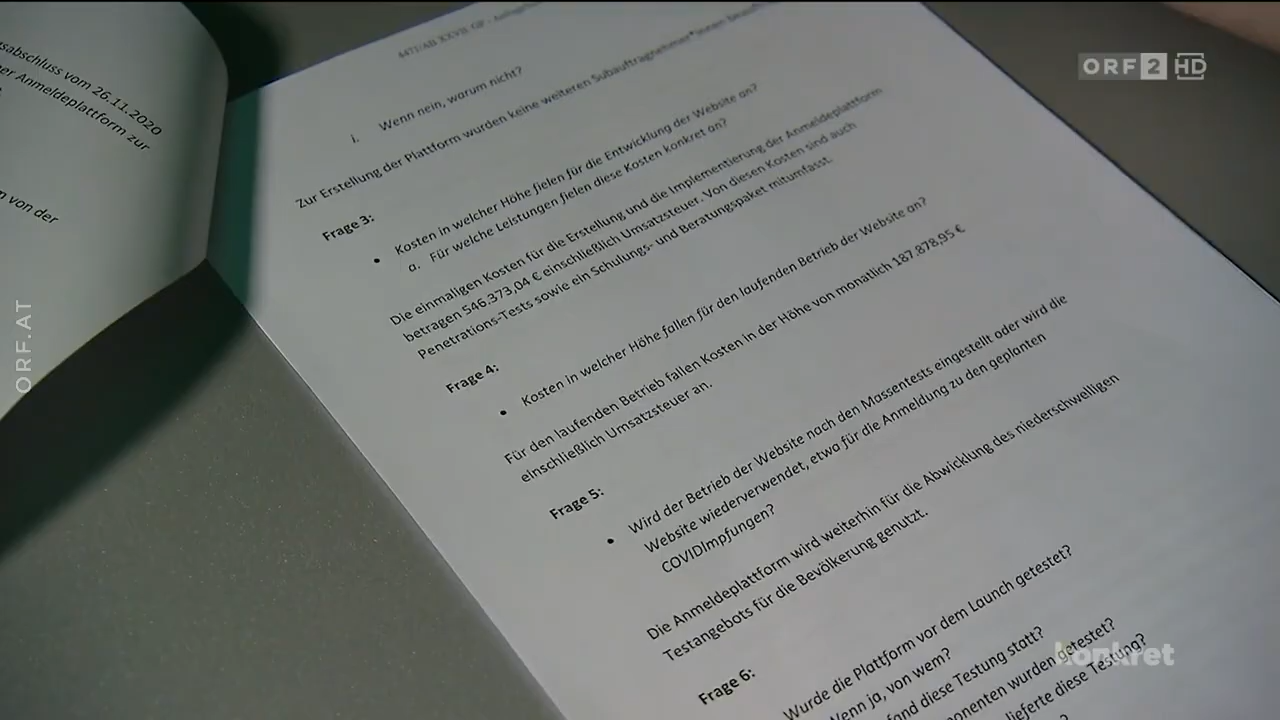 sabschluss vom 26.11.2020
er Anmeldeplattform zur
n von der
ORF 2 HD
ORF.AT
4471/AB XXVII. GP
i. Wenn nein, warum nicht?
Zur Erstellung der Plattform wurden keine weiteren Subauftragnehmer*innen
Frage 3:
• Kosten in welcher Höhe fielen für die Entwicklung der Website an?
a. Für welche Leistungen fielen diese Kosten konkret an?
Die einmaligen Kosten für die Erstellung und die Implementierung der Anmeldeplattform
betragen 546.373,04 € einschließlich Umsatzsteuer. Von diesen Kosten sind auch
Penetrations-Tests sowie ein Schulungs- und Beratungspaket mitumfasst.
Frage 4:
• Kosten in welcher Höhe fallen für den laufenden Betrieb der Website an?
Für den laufenden Betrieb fallen Kosten in der Höhe von monatlich 187.878,95 €
einschließlich Umsatzsteuer an.
Frage 5:
• Wird der Betrieb der Website nach den Massentests eingestellt oder wird die
Website wiederverwendet, etwa für die Anmeldung zu den geplanten
COVIDImpfungen?
Die Anmeldeplattform wird weiterhin für die Abwicklung des niederschwelligen
Testangebots für die Bevölkerung genutzt.
Frage 6:
Wurde die Plattform vor dem Launch getestet?
Wenn ja, von wem?
fand diese Testung statt?
ponenten wurden getestet?
lieferte diese Testung?
konkret